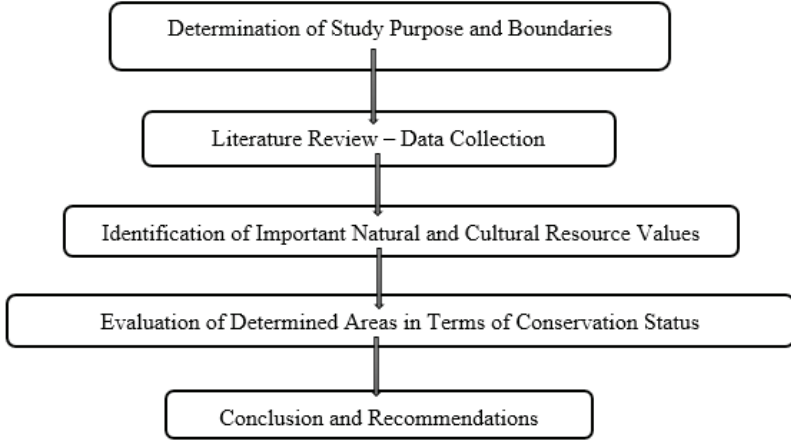 Determination of Study Purpose and Boundaries
Literature Review – Data Collection
Identification of Important Natural and Cultural Resource Values
Evaluation of Determined Areas in Terms of Conservation Status
Conclusion and Recommendations